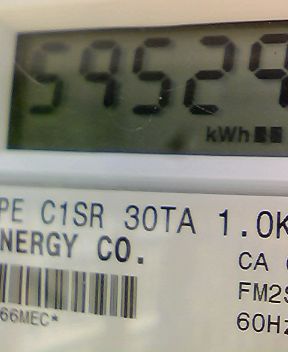 59529
kWh
PE C1SR 30TA 1.0K
NERGY CO.
CA
FM2S
66MEC*
60Hz